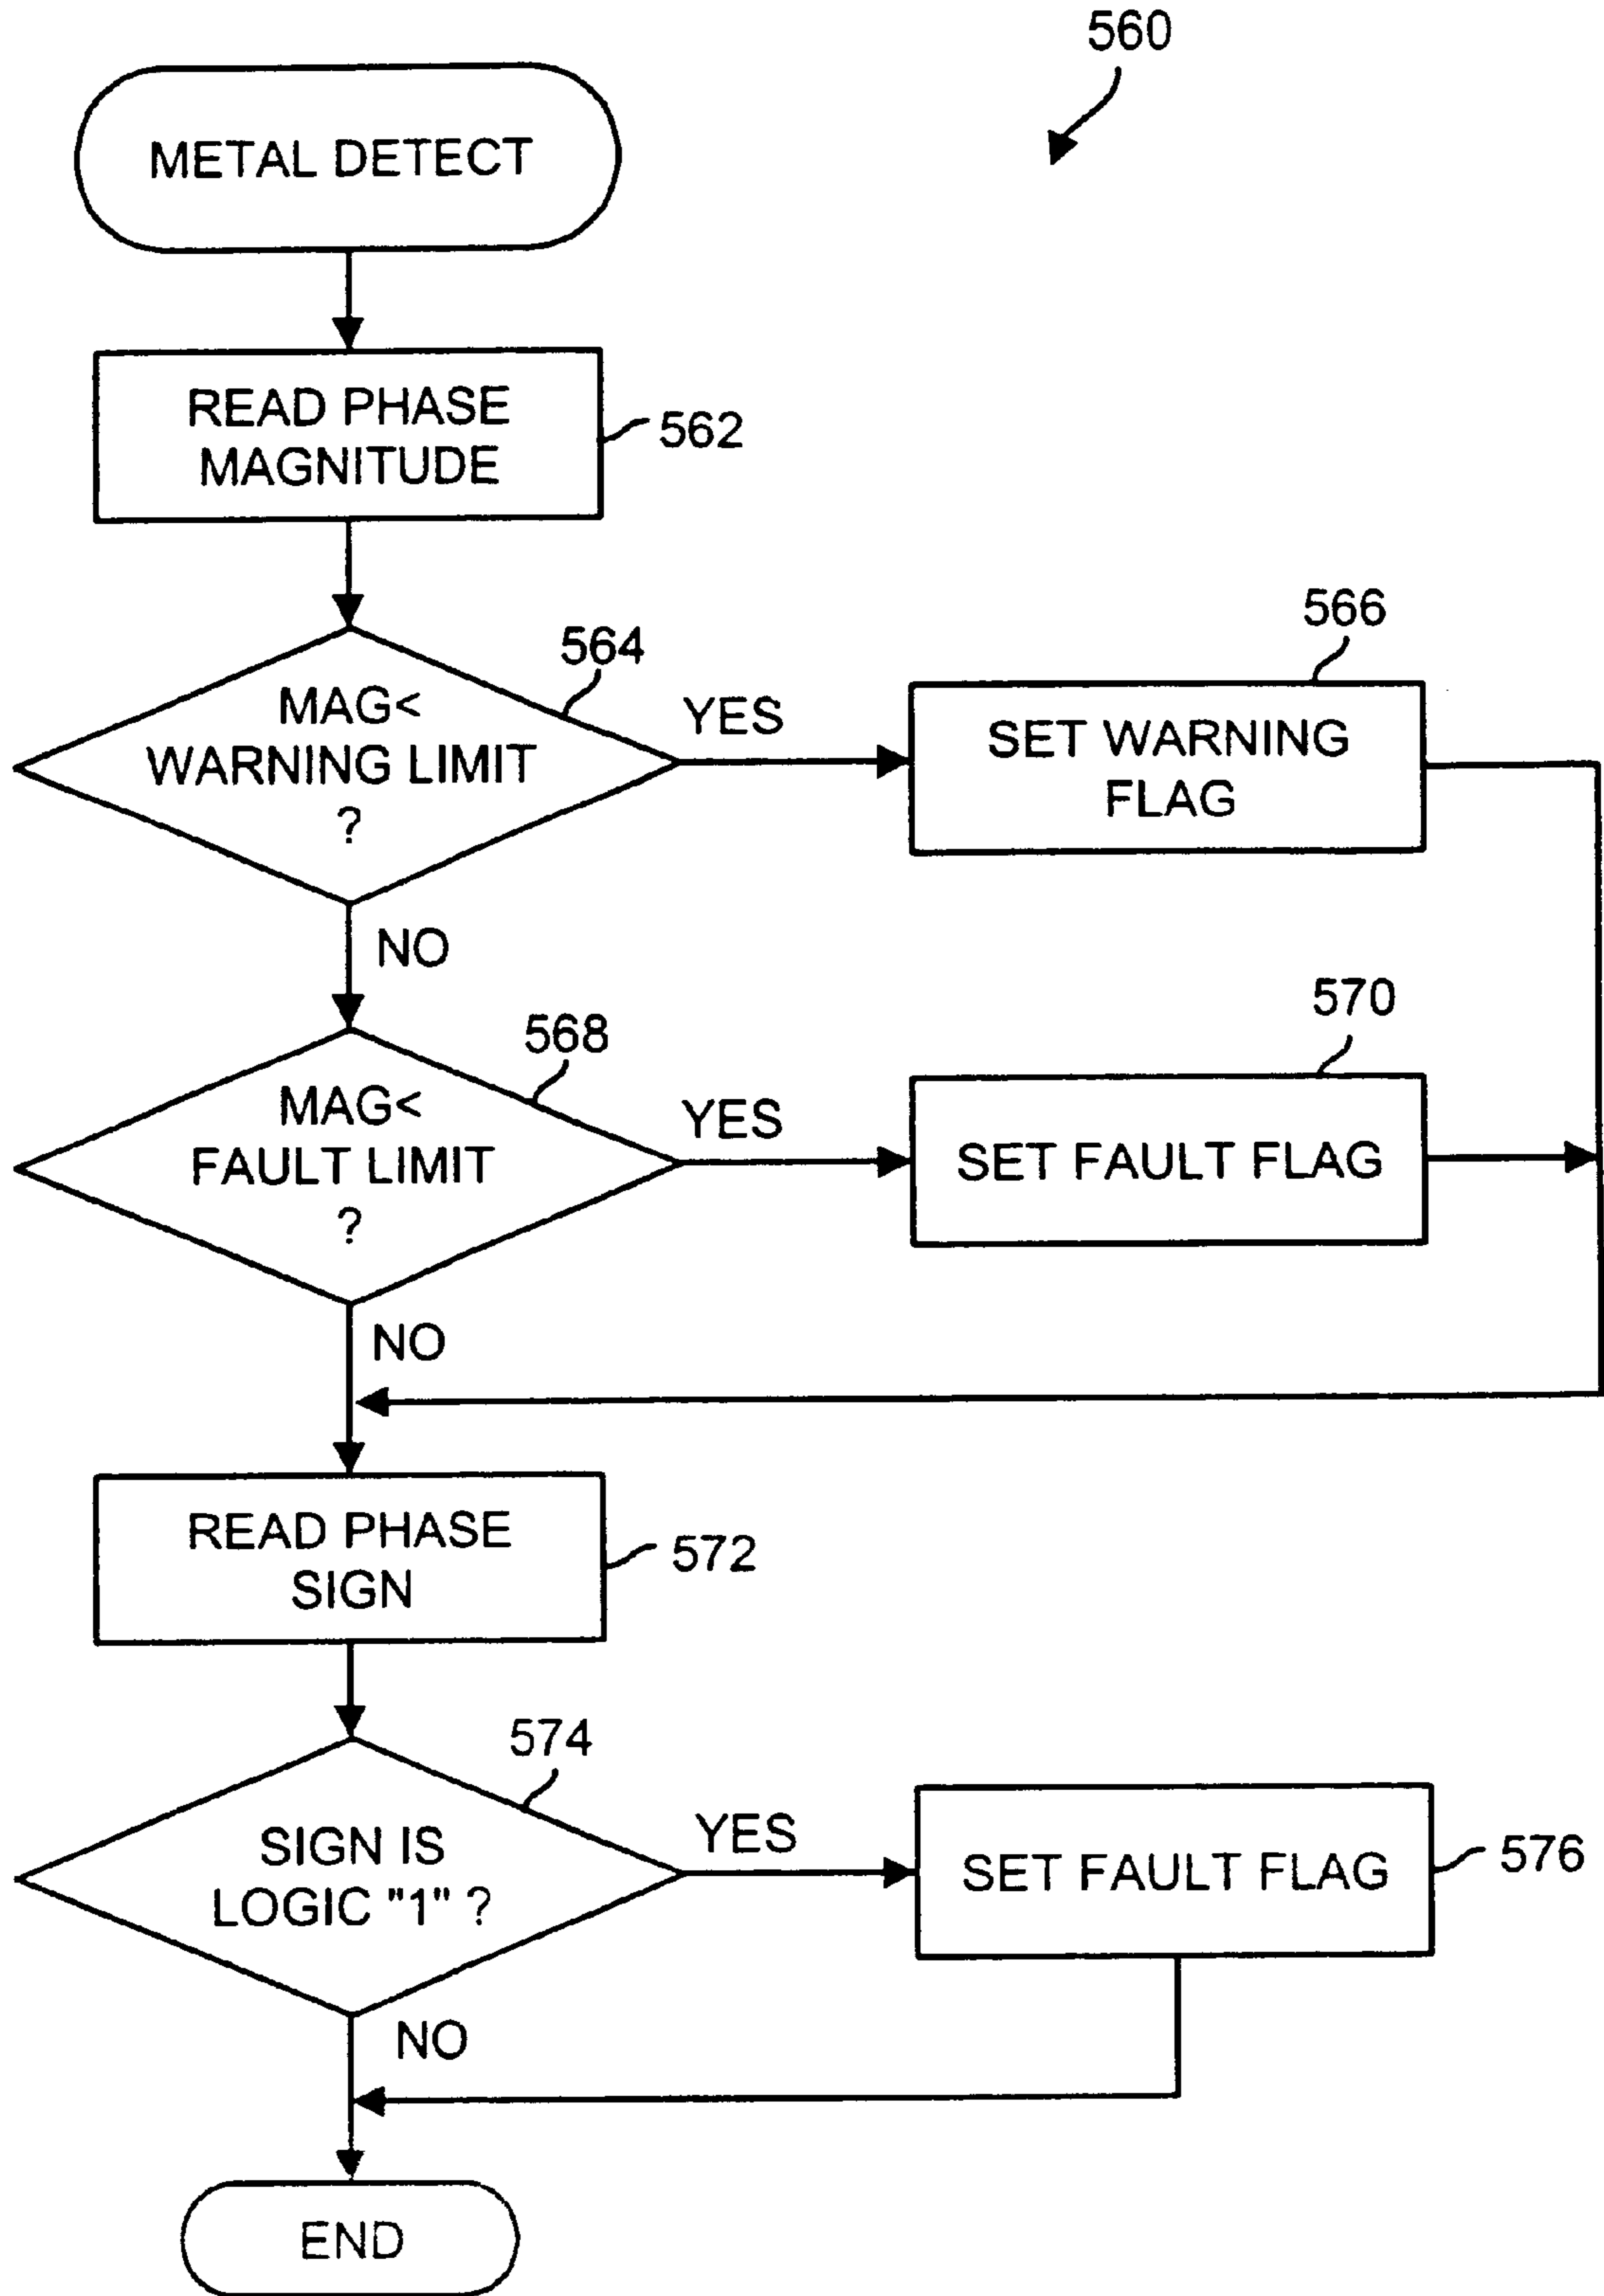 560
METAL DETECT
READ PHASE
MAGNITUDE
562
564
MAG<
WARNING LIMIT
?
YES
566
SET WARNING
FLAG
NO
568
MAG<
FAULT LIMIT
?
YES
570
SET FAULT FLAG
NO
READ PHASE
SIGN
572
574
SIGN IS
LOGIC "1" ?
YES
SET FAULT FLAG
576
NO
END